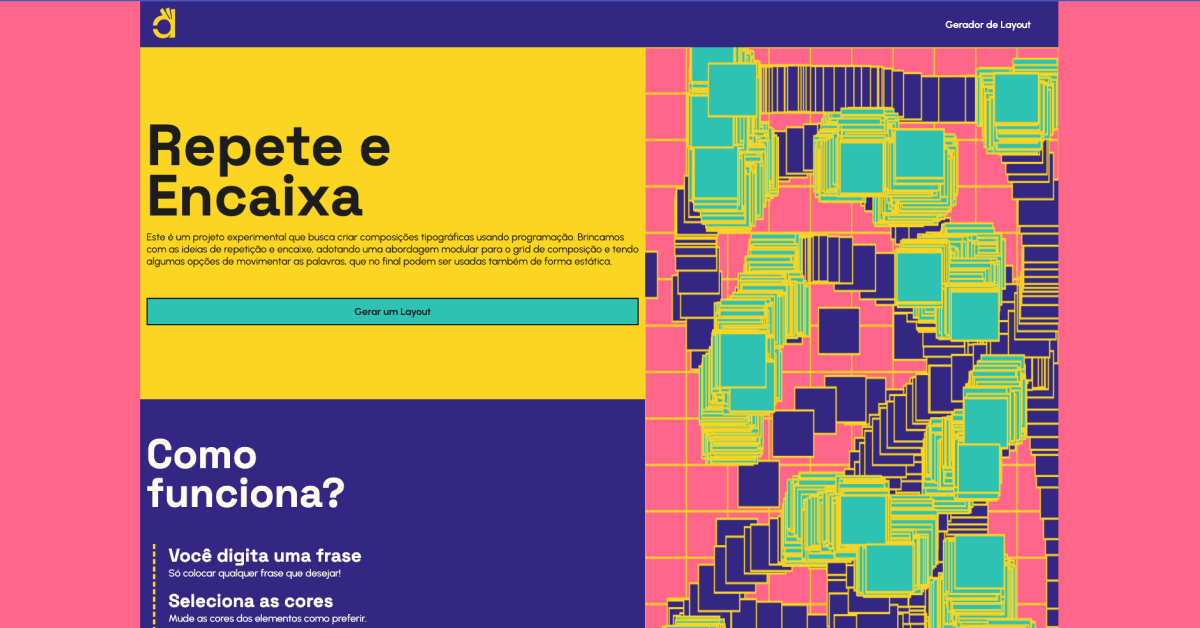 Gerador de Layout
Repete e
Encaixa
Este é um projeto experimental que busca criar composições tipográficas usando programação. Brincamos
com as ideias de repetição e encaixe, adotando uma abordagem modular para o grid de composição e tendo
algumas opções de movimentar as palavras, que no final podem ser usadas também de forma estática.
Gerar um Layout
Como
funciona?
Você digita uma frase
Só colocar qualquer frase que desejar!
Seleciona as cores
Mude as cores dos elementos como preferir.